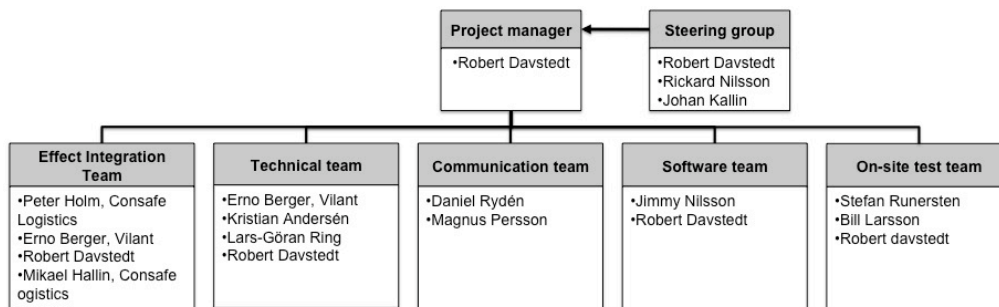 Project manager
•Robert Davstedt
Steering group
•Robert Davstedt
•Rickard Nilsson
•Johan Kallin
Effect Integration
Team
•Peter Holm, Consafe
Logistics
•Erno Berger, Vilant
•Robert Davstedt
•Mikael Hallin, Consafe
ogistics
Technical team
•Erno Berger, Vilant
•Kristian Andersén
•Lars-Göran Ring
•Robert Davstedt
Communication team
•Daniel Rydén
•Magnus Persson
Software team
•Jimmy Nilsson
•Robert Davstedt
On-site test team
•Stefan Runersten
•Bill Larsson
•Robert davstedt